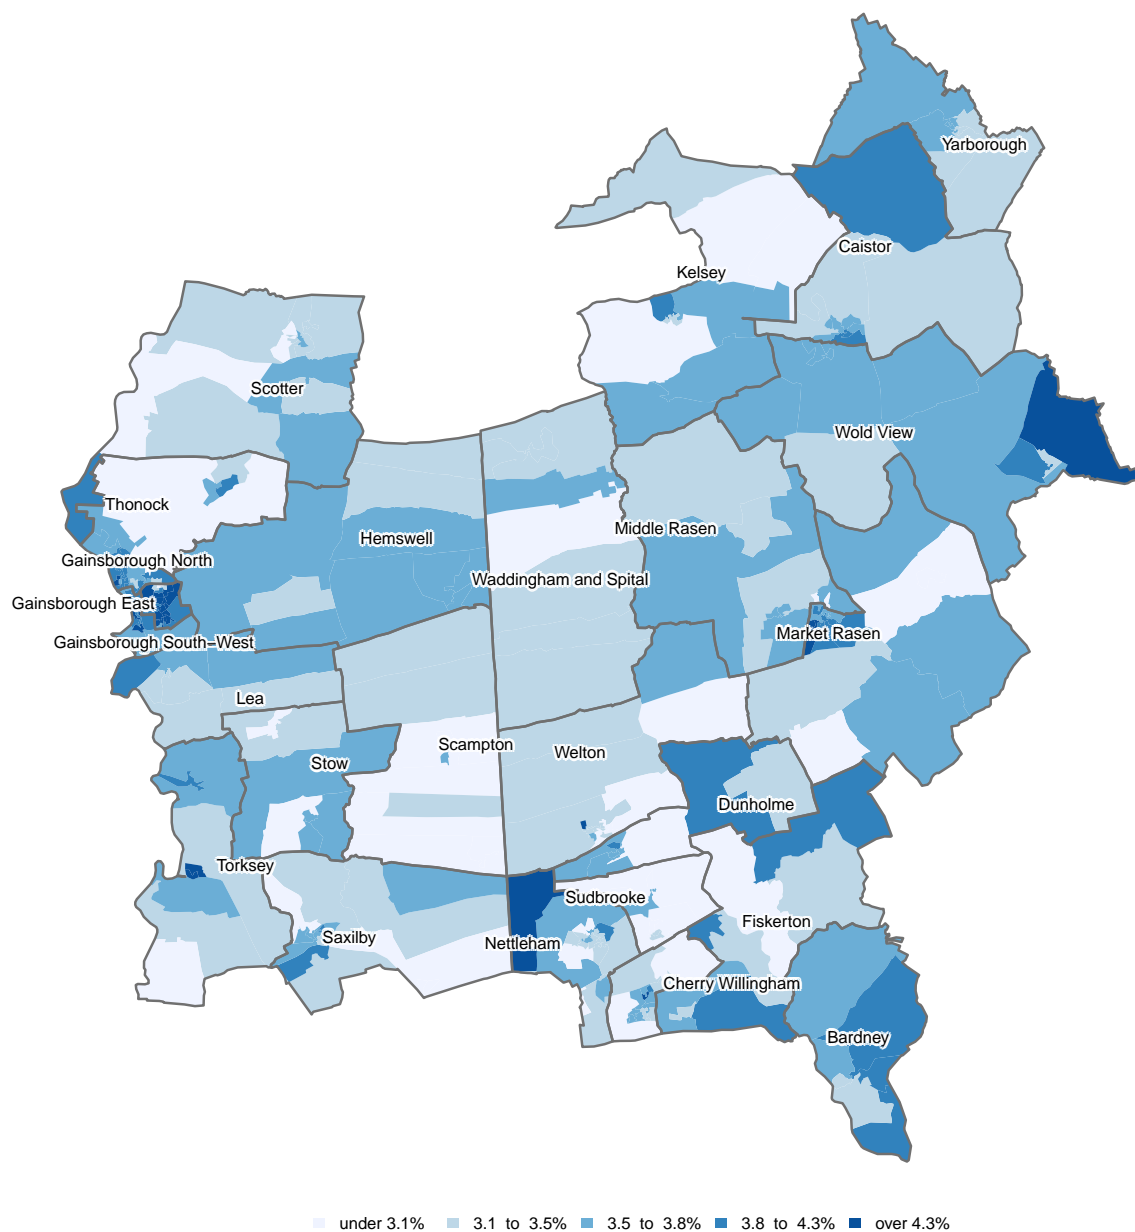 Yarborough
Caistor
Kelsey
Scotter
Wold View
Thonock
Middle Rasen
Hemswell
Gainsborough North
Waddingham and Spital
Gainsborough East
Market Rasen
Gainsborough South−West
Lea
Scampton
Welton
Stow
Dunholme
Torksey
Sudbrooke
Fiskerton
Saxilby
Nettleham
Cherry Willingham
Bardney
under 3.1% 3.1 to 3.5% 3.5 to 3.8% 3.8 to 4.3% over 4.3%